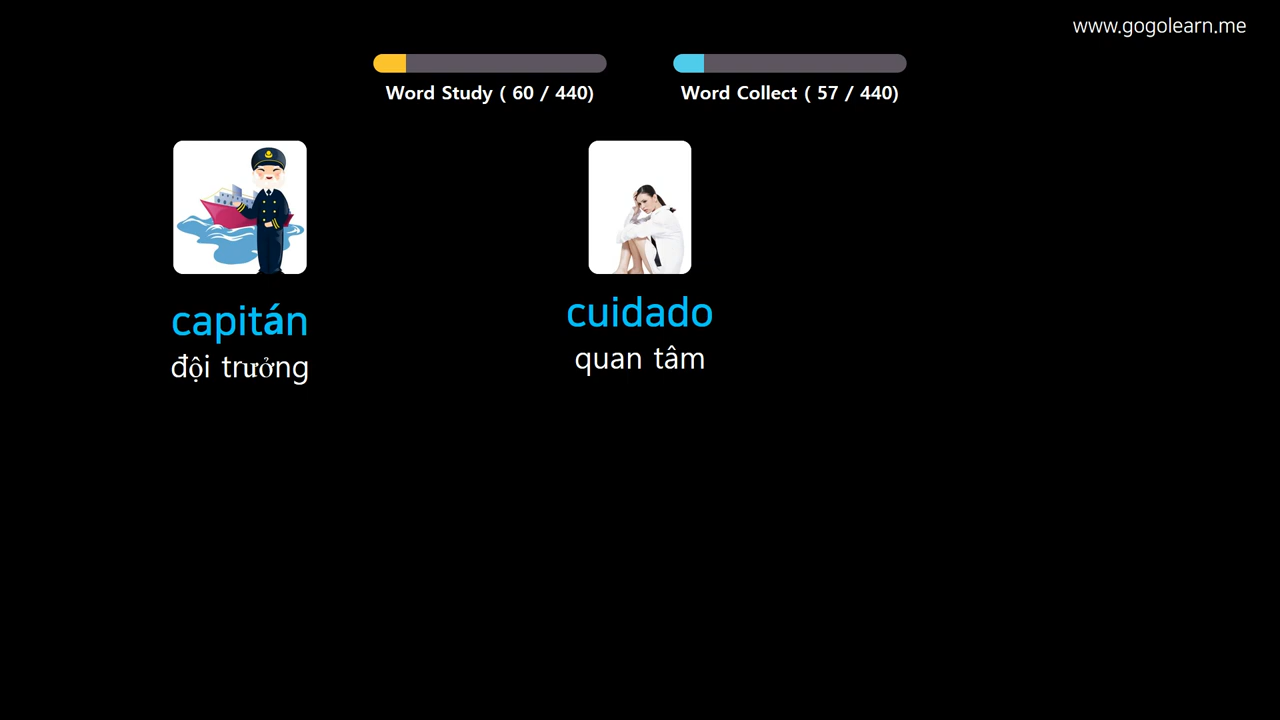 www.gogolearn.me
Word Study ( 60 / 440)
Word Collect ( 57 / 440)
capitán
đội trưởng
cuidado
quan tâm